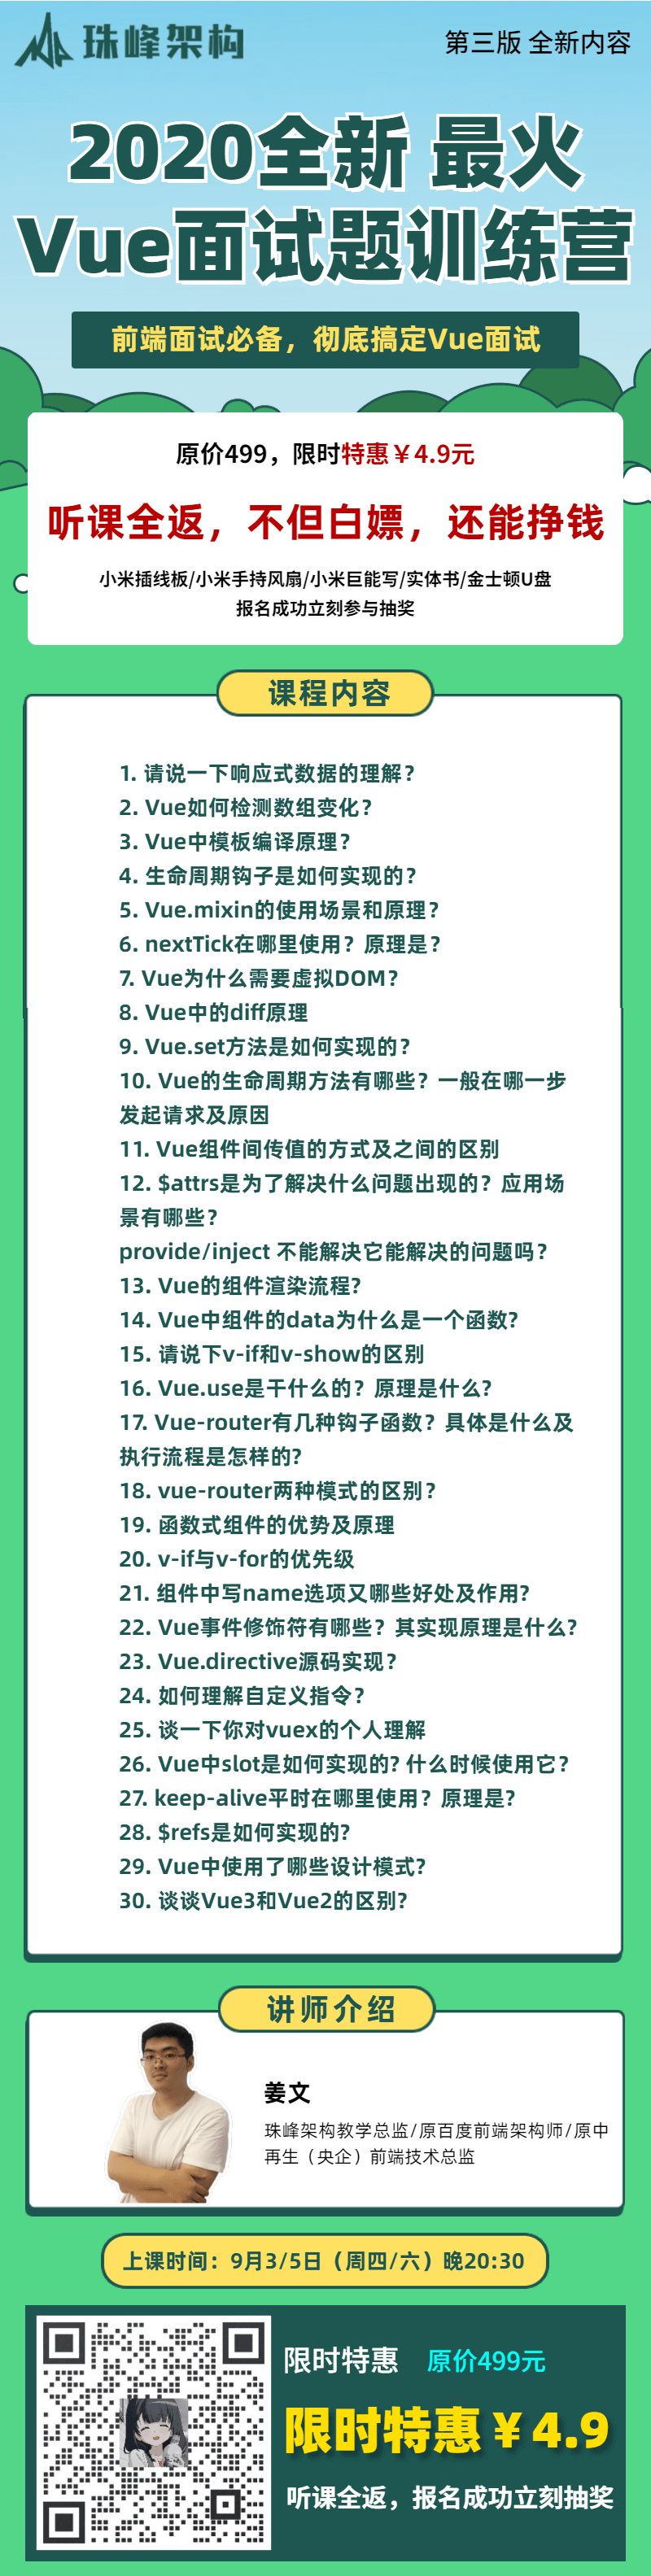 珠峰架构
第三版 全新内容
2020全新 最火
Vue面试题训练营
前端面试必备，彻底搞定Vue面试
原价499，限时特惠￥4.9元
听课全返，不但白嫖，还能挣钱
小米插线板/小米手持风扇/小米巨能写/实体书/金士顿U盘
报名成功立刻参与抽奖
课程内容
1. 请说一下响应式数据的理解？
2. Vue如何检测数组变化？
3. Vue中模板编译原理？
4. 生命周期钩子是如何实现的？
5. Vue.mixin的使用场景和原理？
6. nextTick在哪里使用？原理是？
7. Vue为什么需要虚拟DOM？
8. Vue中的diff原理
9. Vue.set方法是如何实现的？
10. Vue的生命周期方法有哪些？一般在哪一步
发起请求及原因
11. Vue组件间传值的方式及之间的区别
12. $attrs是为了解决什么问题出现的？应用场
景有哪些？
provide/inject 不能解决它能解决的问题吗？
13. Vue的组件渲染流程?
14. Vue中组件的data为什么是一个函数?
15. 请说下v-if和v-show的区别
16. Vue.use是干什么的？原理是什么?
17. Vue-router有几种钩子函数？具体是什么及
执行流程是怎样的?
18. vue-router两种模式的区别？
19. 函数式组件的优势及原理
20. v-if与v-for的优先级
21. 组件中写name选项又哪些好处及作用?
22. Vue事件修饰符有哪些？其实现原理是什么?
23. Vue.directive源码实现？
24. 如何理解自定义指令？
25. 谈一下你对vuex的个人理解
26. Vue中slot是如何实现的? 什么时候使用它？
27. keep-alive平时在哪里使用？原理是?
28. $refs是如何实现的?
29. Vue中使用了哪些设计模式?
30. 谈谈Vue3和Vue2的区别?
讲师介绍
姜文
珠峰架构教学总监/原百度前端架构师/原中
再生（央企）前端技术总监
上课时间：9月3/5日（周四/六）晚20:30
限时特惠 原价499元
限时特惠￥4.9
听课全返，报名成功立刻抽奖